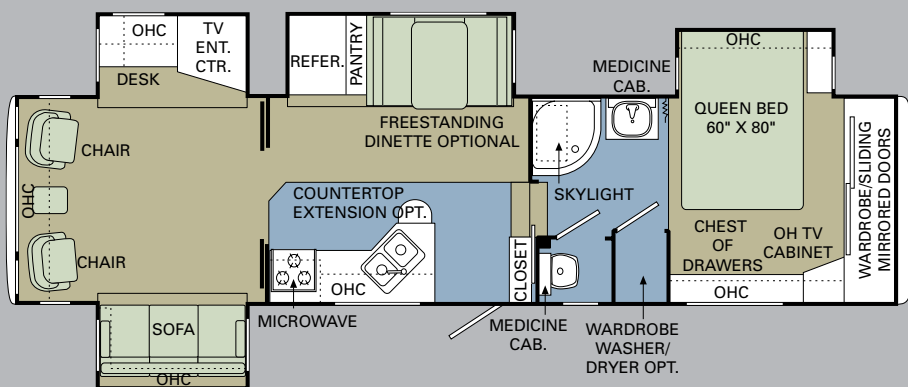 OHC
TV
ENT.
CTR.
DESK
REFER.
PANTRY
FREESTANDING
DINETTE OPTIONAL
MEDICINE
CAB.
OHC
QUEEN BED
60" X 80"
CHAIR
OHC
CHAIR
COUNTERTOP
EXTENSION OPT.
SKYLIGHT
CHEST
OF
DRAWERS
OH TV
CABINET
WARDROBE/SLIDING
MIRRORED DOORS
OHC
CLOSET
OHC
MICROWAVE
SOFA
OHC
MEDICINE
CAB.
WARDROBE
WASHER/
DRYER OPT.